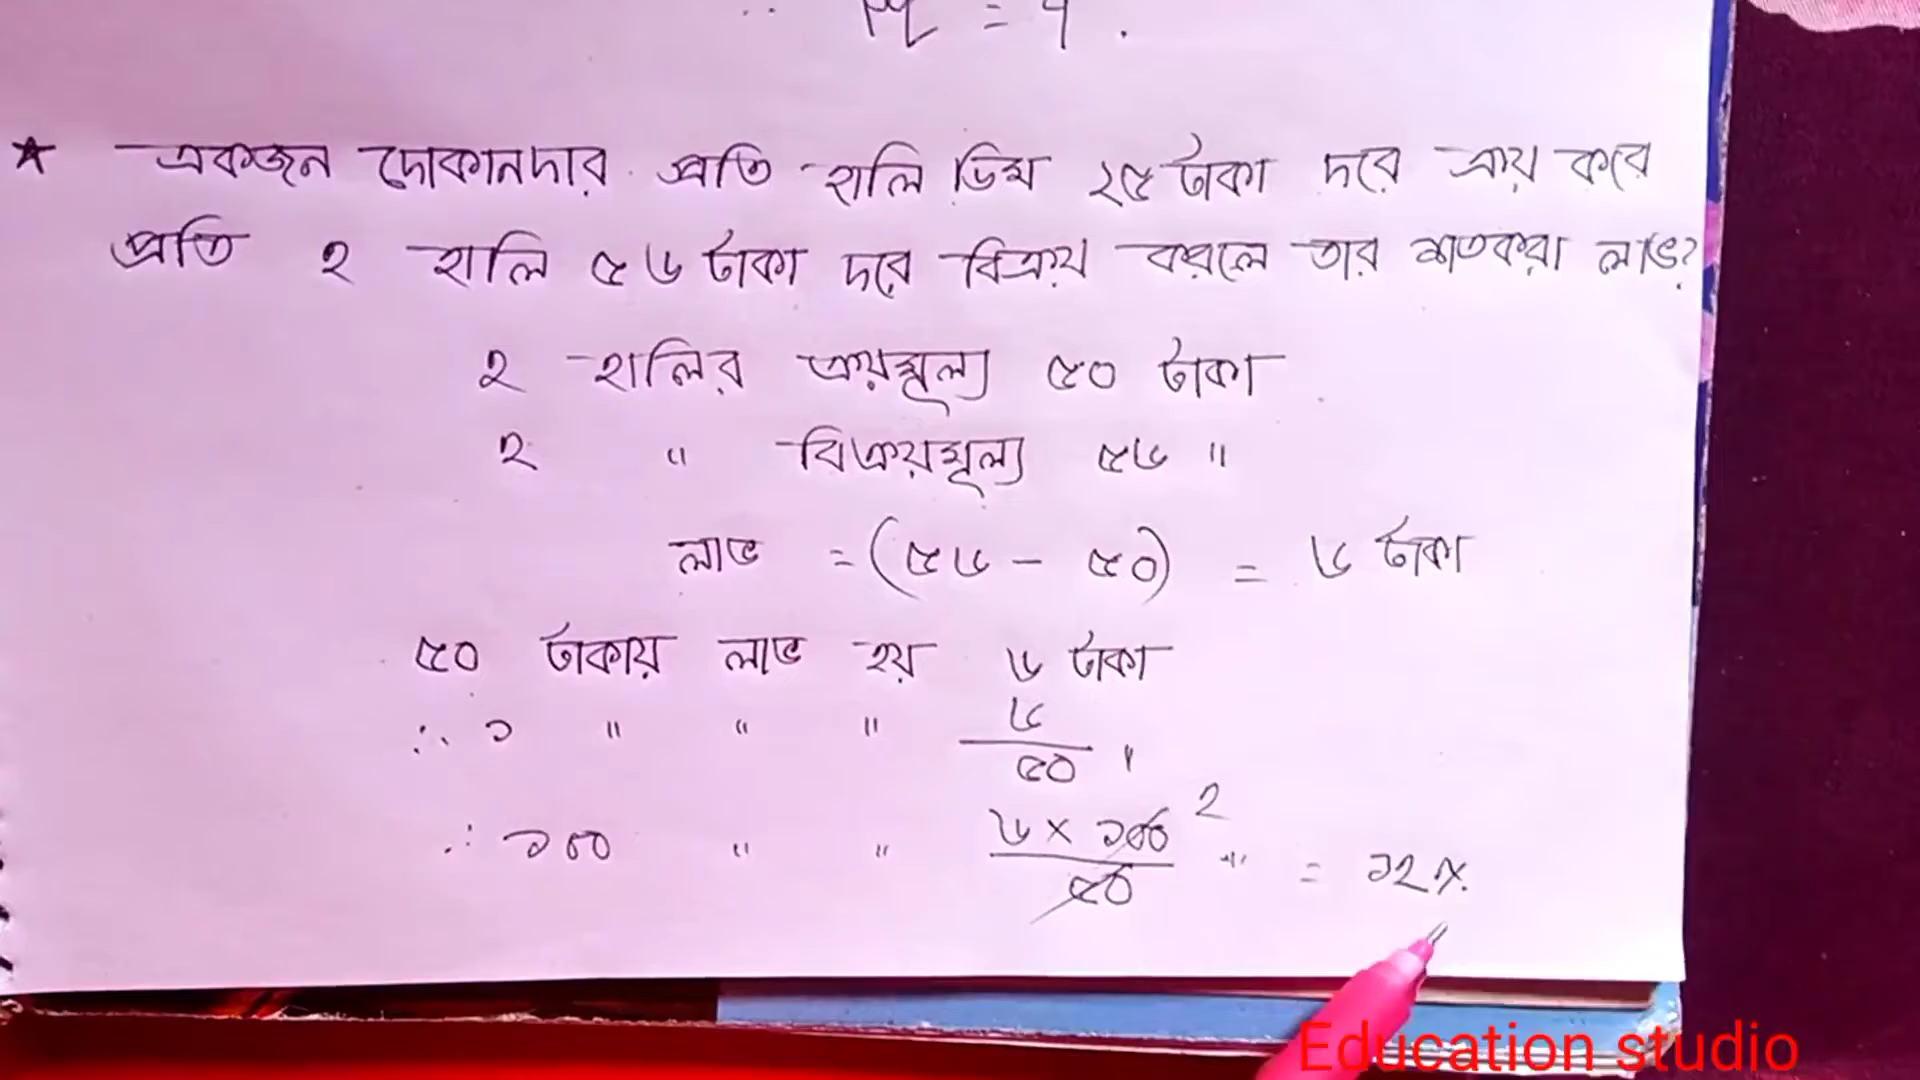 ★ একজন দোকানদার প্রতি হালি ডিম ২৫ টাকা দরে ক্রয় করে
প্রতি ২ হালি ৫৬ টাকা দরে বিক্রয় করলে তার শতকরা লাভ?
২ হালির ক্রয়মূল্য ৫০ টাকা
২ " বিক্রয়মূল্য ৫৬ "
লাভ = (৫৬ - ৫০) = ৬ টাকা
৫০ টাকায় লাভ হয় ৬ টাকা
∴ ১ " " " ৬/৫০ "
∴ ১০০ " " ৬ × ১০০/৫০ ২ " = ১২%
Education studio